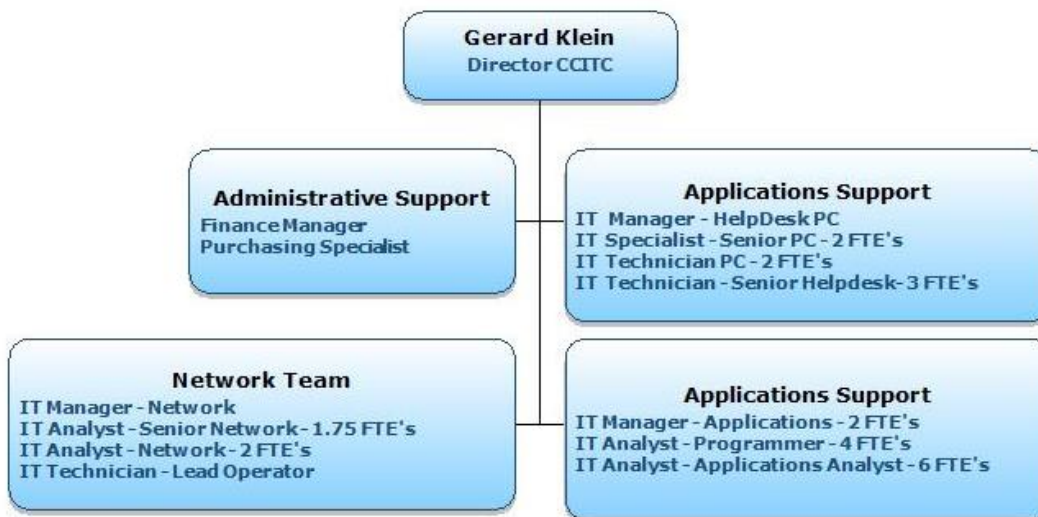 Gerard Klein
Director CCITC
Administrative Support
Finance Manager
Purchasing Specialist
Applications Support
IT Manager - HelpDesk PC
IT Specialist - Senior PC - 2 FTE's
IT Technician PC - 2 FTE's
IT Technician - Senior Helpdesk- 3 FTE's
Network Team
IT Manager - Network
IT Analyst - Senior Network - 1.75 FTE's
IT Analyst - Network - 2 FTE's
IT Technician - Lead Operator
Applications Support
IT Manager - Applications - 2 FTE's
IT Analyst - Programmer - 4 FTE's
IT Analyst - Applications Analyst - 6 FTE's